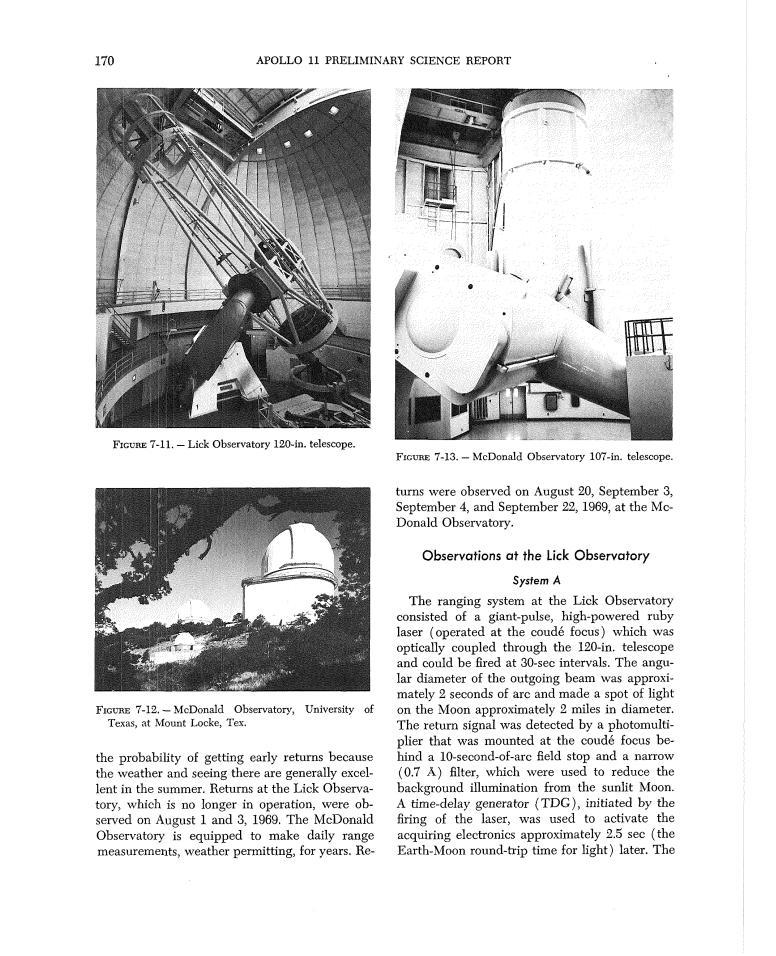 170
APOLLO 11 PRELIMINARY SCIENCE REPORT
FIGURE 7-11. — Lick Observatory 120-in. telescope.
FIGURE 7-12. — McDonald Observatory, University of
Texas, at Mount Locke, Tex.
the probability of getting early returns because
the weather and seeing there are generally excel-
lent in the summer. Returns at the Lick Observa-
tory, which is no longer in operation, were ob-
served on August 1 and 3, 1969. The McDonald
Observatory is equipped to make daily range
measurements, weather permitting, for years. Re-
FIGURE 7-13. — McDonald Observatory 107-in. telescope.
turns were observed on August 20, September 3,
September 4, and September 22, 1969, at the Mc-
Donald Observatory.
Observations at the Lick Observatory
System A
The ranging system at the Lick Observatory
consisted of a giant-pulse, high-powered ruby
laser (operated at the coudé focus) which was
optically coupled through the 120-in. telescope
and could be fired at 30-sec intervals. The angu-
lar diameter of the outgoing beam was approxi-
mately 2 seconds of arc and made a spot of light
on the Moon approximately 2 miles in diameter.
The return signal was detected by a photomulti-
plier that was mounted at the coudé focus be-
hind a 10-second-of-arc field stop and a narrow
(0.7 Å) filter, which were used to reduce the
background illumination from the sunlit Moon.
A time-delay generator (TDG), initiated by the
firing of the laser, was used to activate the
acquiring electronics approximately 2.5 sec (the
Earth-Moon round-trip time for light) later. The